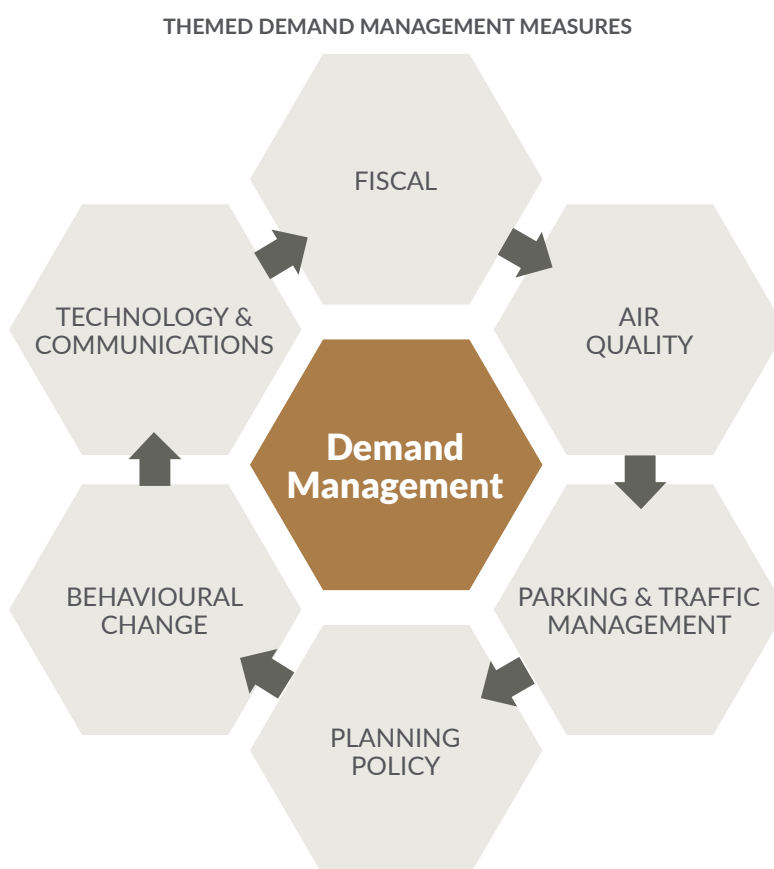 THEMED DEMAND MANAGEMENT MEASURES
FISCAL
AIR
QUALITY
TECHNOLOGY &
COMMUNICATIONS
Demand
Management
PARKING & TRAFFIC
MANAGEMENT
BEHAVIOURAL
CHANGE
PLANNING
POLICY